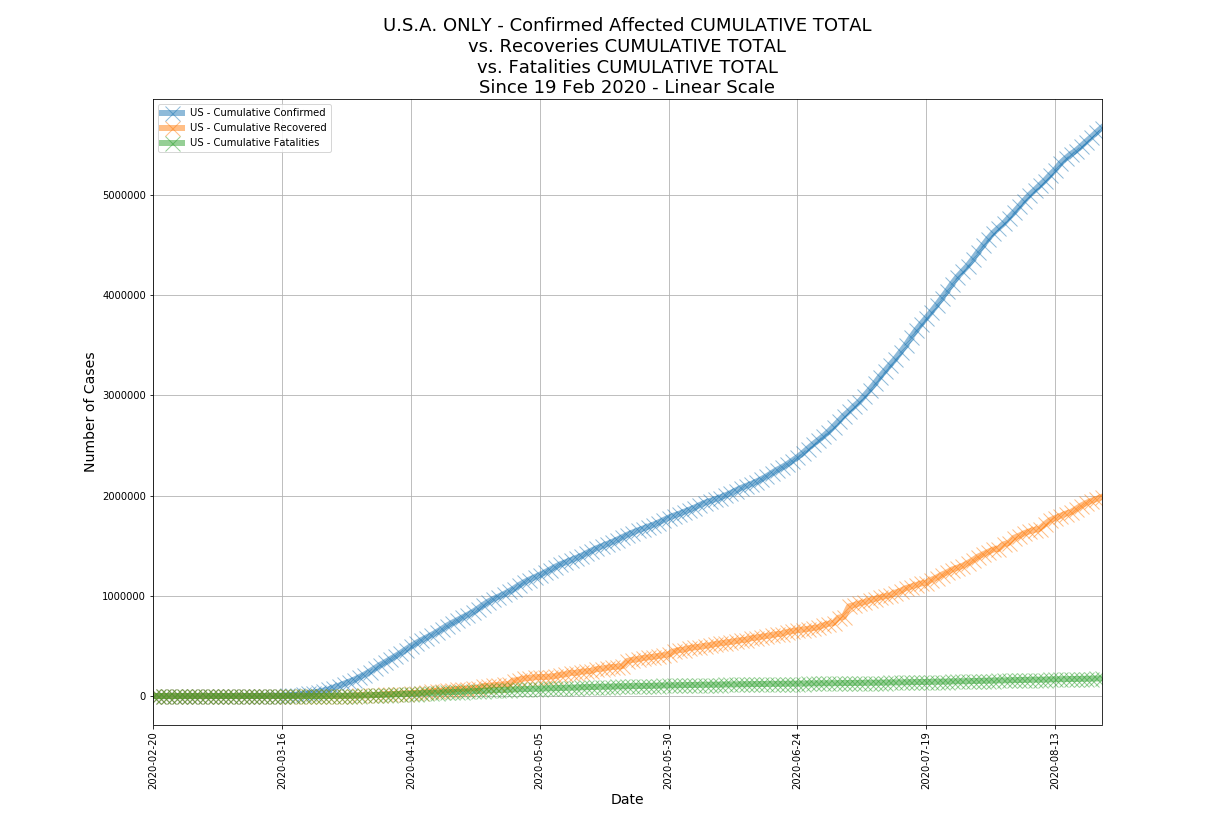 U.S.A. ONLY - Confirmed Affected CUMULATIVE TOTAL
vs. Recoveries CUMULATIVE TOTAL
vs. Fatalities CUMULATIVE TOTAL
Since 19 Feb 2020 - Linear Scale
US - Cumulative Confirmed
US - Cumulative Recovered
US - Cumulative Fatalities
Number of Cases
5000000
4000000
3000000
2000000
1000000
0
2020-02-20
2020-03-16
2020-04-10
2020-05-05
2020-05-30
2020-06-24
2020-07-19
2020-08-13
Date